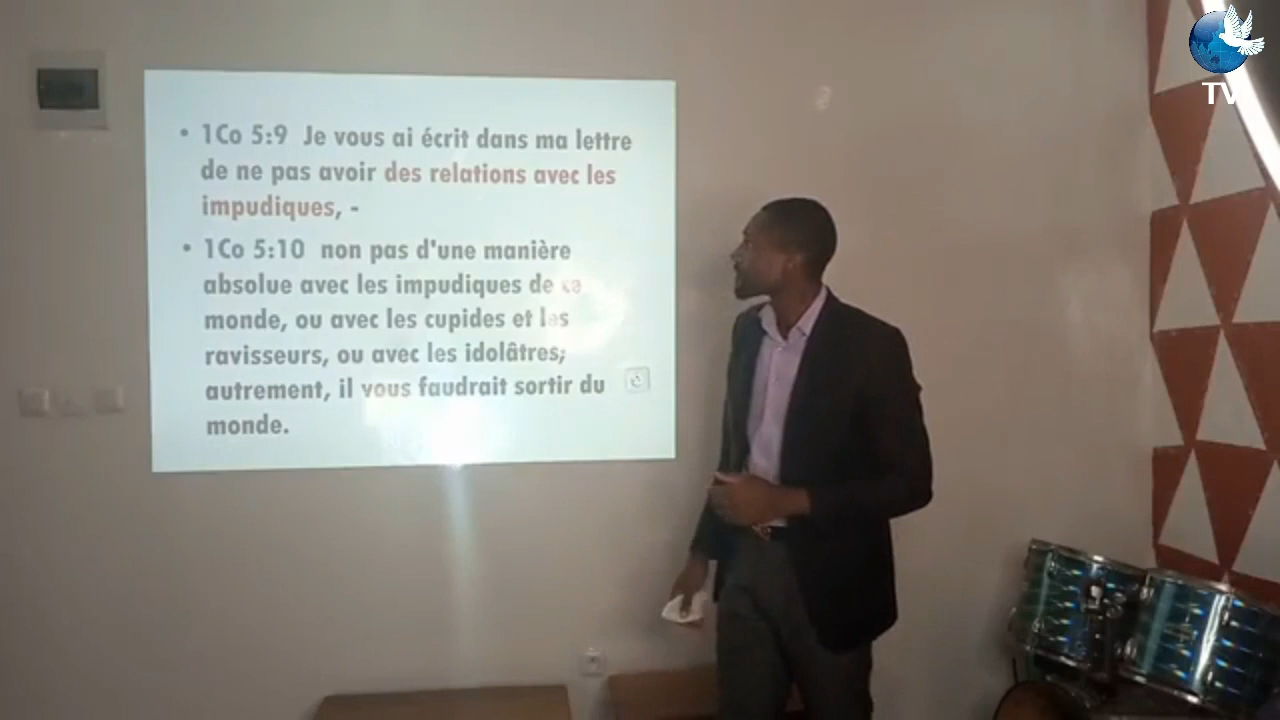 • 1Co 5:9 Je vous ai écrit dans ma lettre
de ne pas avoir des relations avec les
impudiques, -
• 1Co 5:10 non pas d'une manière
absolue avec les impudiques de ce
monde, ou avec les cupides et les
ravisseurs, ou avec les idolâtres;
autrement, il vous faudrait sortir du
monde.
TV